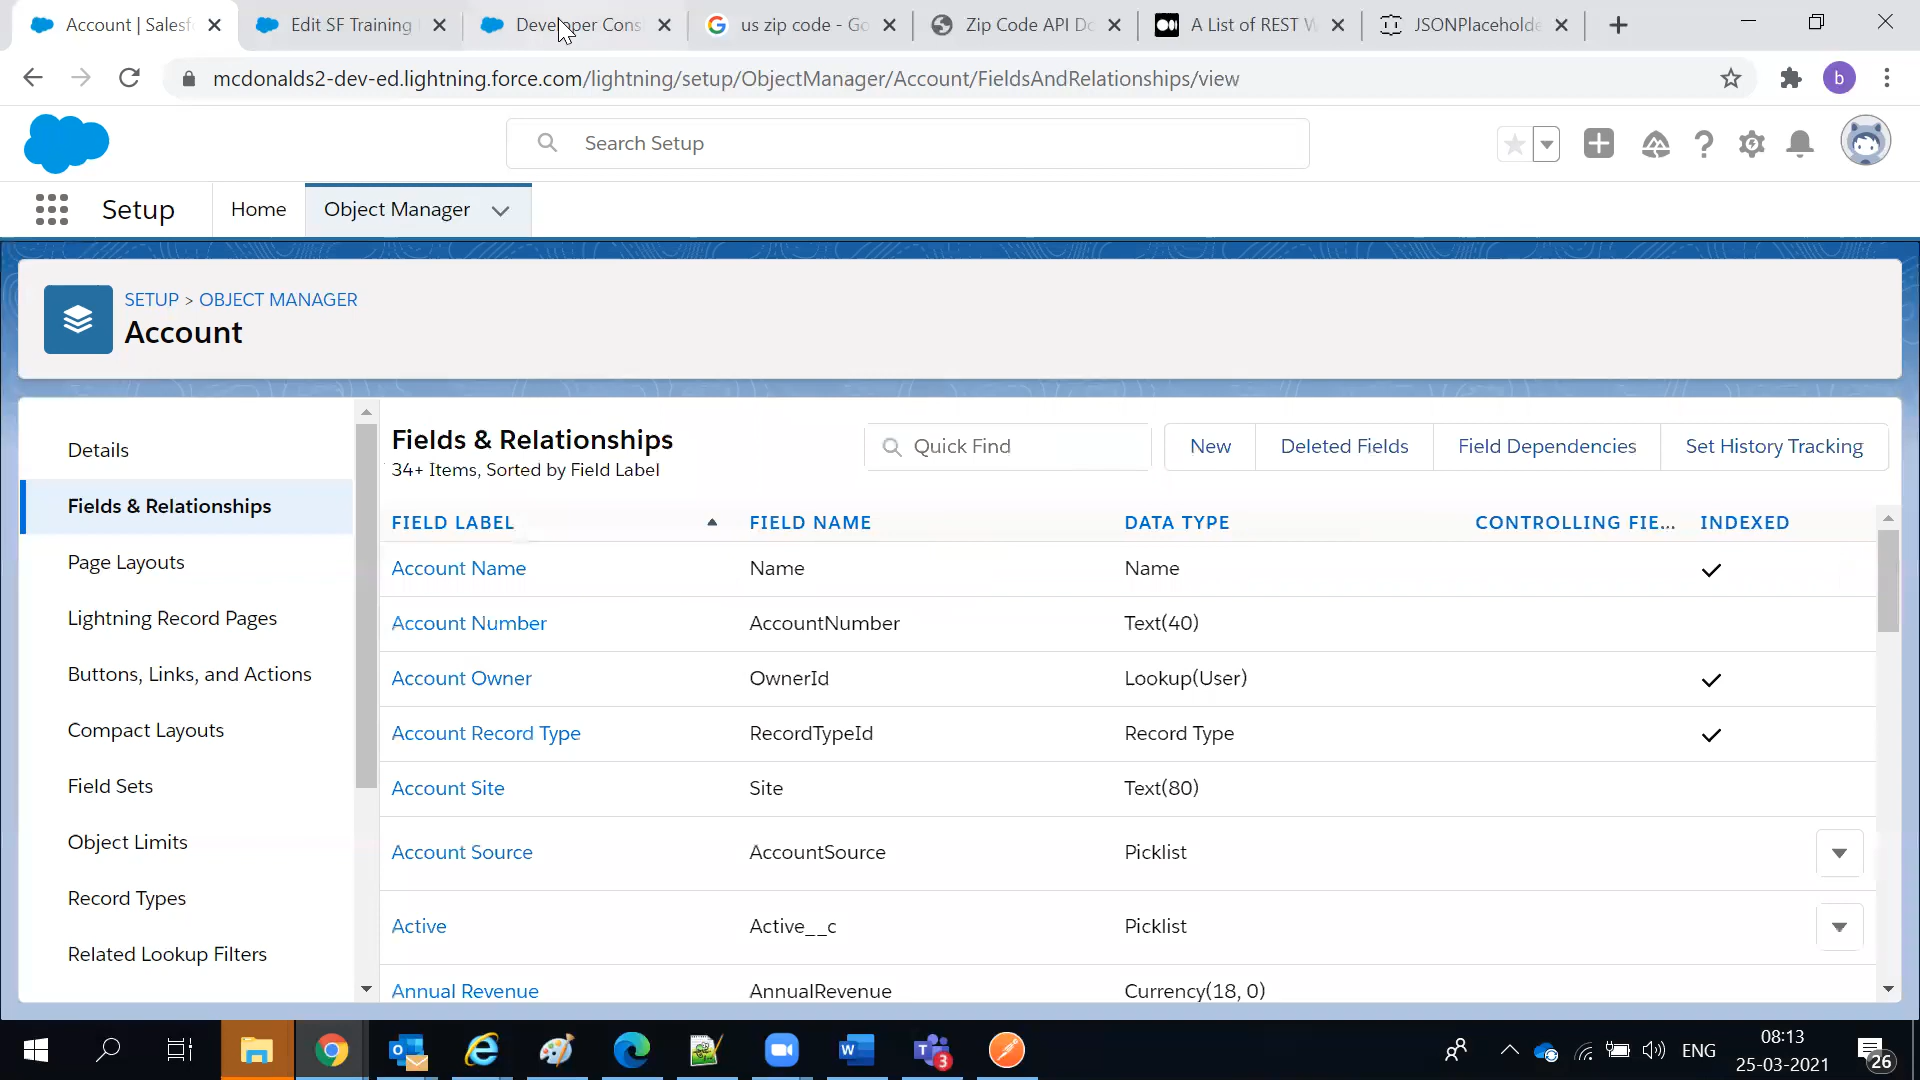 Account | Salesf
Edit SF Training
Developer Cons
us zip code - Go
Zip Code API Do
A List of REST W
JSONPlaceholde
mcdonalds2-dev-ed.lightning.force.com/lightning/setup/ObjectManager/Account/FieldsAndRelationships/view
b
Search Setup
Setup
Home
Object Manager
SETUP > OBJECT MANAGER
Account
Details
Fields & Relationships
Page Layouts
Lightning Record Pages
Buttons, Links, and Actions
Compact Layouts
Field Sets
Object Limits
Record Types
Related Lookup Filters
Fields & Relationships
34+ Items, Sorted by Field Label
Quick Find
New
Deleted Fields
Field Dependencies
Set History Tracking
FIELD LABEL FIELD NAME DATA TYPE CONTROLLING FIE... INDEXED
Account Name Name Name
Account Number AccountNumber Text(40)
Account Owner OwnerId Lookup(User)
Account Record Type RecordTypeId Record Type
Account Site Site Text(80)
Account Source AccountSource Picklist
Active Active__c Picklist
Annual Revenue AnnualRevenue Currency(18, 0)
3
ENG
08:13
25-03-2021
26